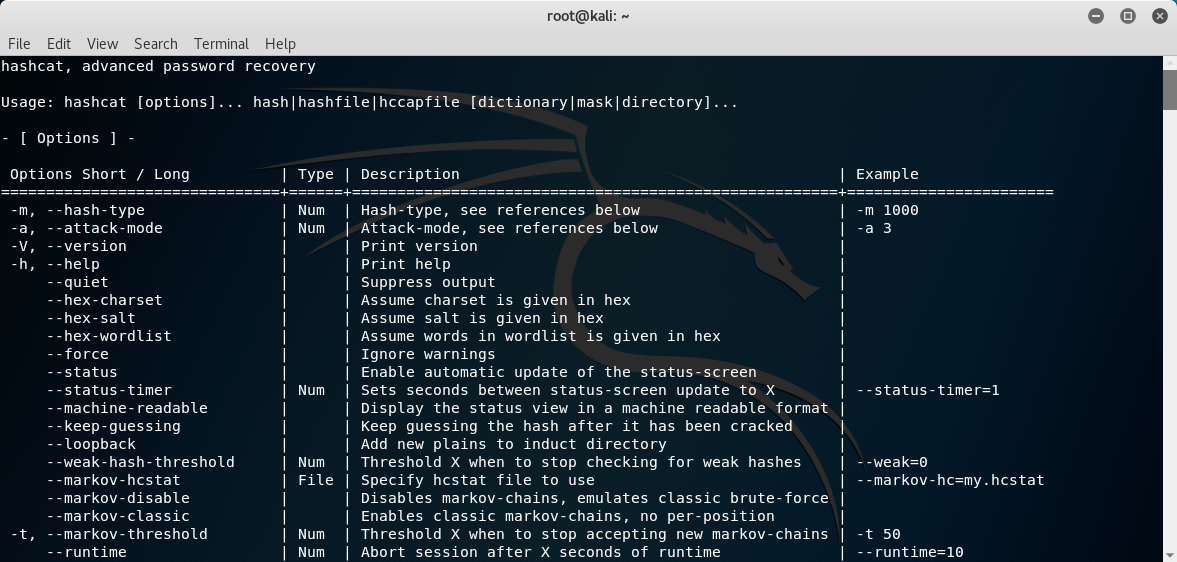 root@kali: ~
File Edit View Search Terminal Help
hashcat, advanced password recovery
Usage: hashcat [options]... hash|hashfile|hccapfile [dictionary|mask|directory]...
- [ Options ] -
 Options Short / Long          | Type | Description                                          | Example
===============================+======+======================================================+=======================
 -m, --hash-type               | Num  | Hash-type, see references below                      | -m 1000
 -a, --attack-mode             | Num  | Attack-mode, see references below                    | -a 3
 -V, --version                 |      | Print version                                        |
 -h, --help                    |      | Print help                                           |
     --quiet                   |      | Suppress output                                      |
     --hex-charset             |      | Assume charset is given in hex                       |
     --hex-salt                |      | Assume salt is given in hex                          |
     --hex-wordlist            |      | Assume words in wordlist is given in hex             |
     --force                   |      | Ignore warnings                                      |
     --status                  |      | Enable automatic update of the status-screen         |
     --status-timer            | Num  | Sets seconds between status-screen update to X       | --status-timer=1
     --machine-readable        |      | Display the status view in a machine readable format |
     --keep-guessing           |      | Keep guessing the hash after it has been cracked     |
     --loopback                |      | Add new plains to induct directory                   |
     --weak-hash-threshold     | Num  | Threshold X when to stop checking for weak hashes    | --weak=0
     --markov-hcstat           | File | Specify hcstat file to use                           | --markov-hc=my.hcstat
     --markov-disable          |      | Disables markov-chains, emulates classic brute-force |
     --markov-classic          |      | Enables classic markov-chains, no per-position       |
 -t, --markov-threshold        | Num  | Threshold X when to stop accepting new markov-chains | -t 50
     --runtime                 | Num  | Abort session after X seconds of runtime             | --runtime=10